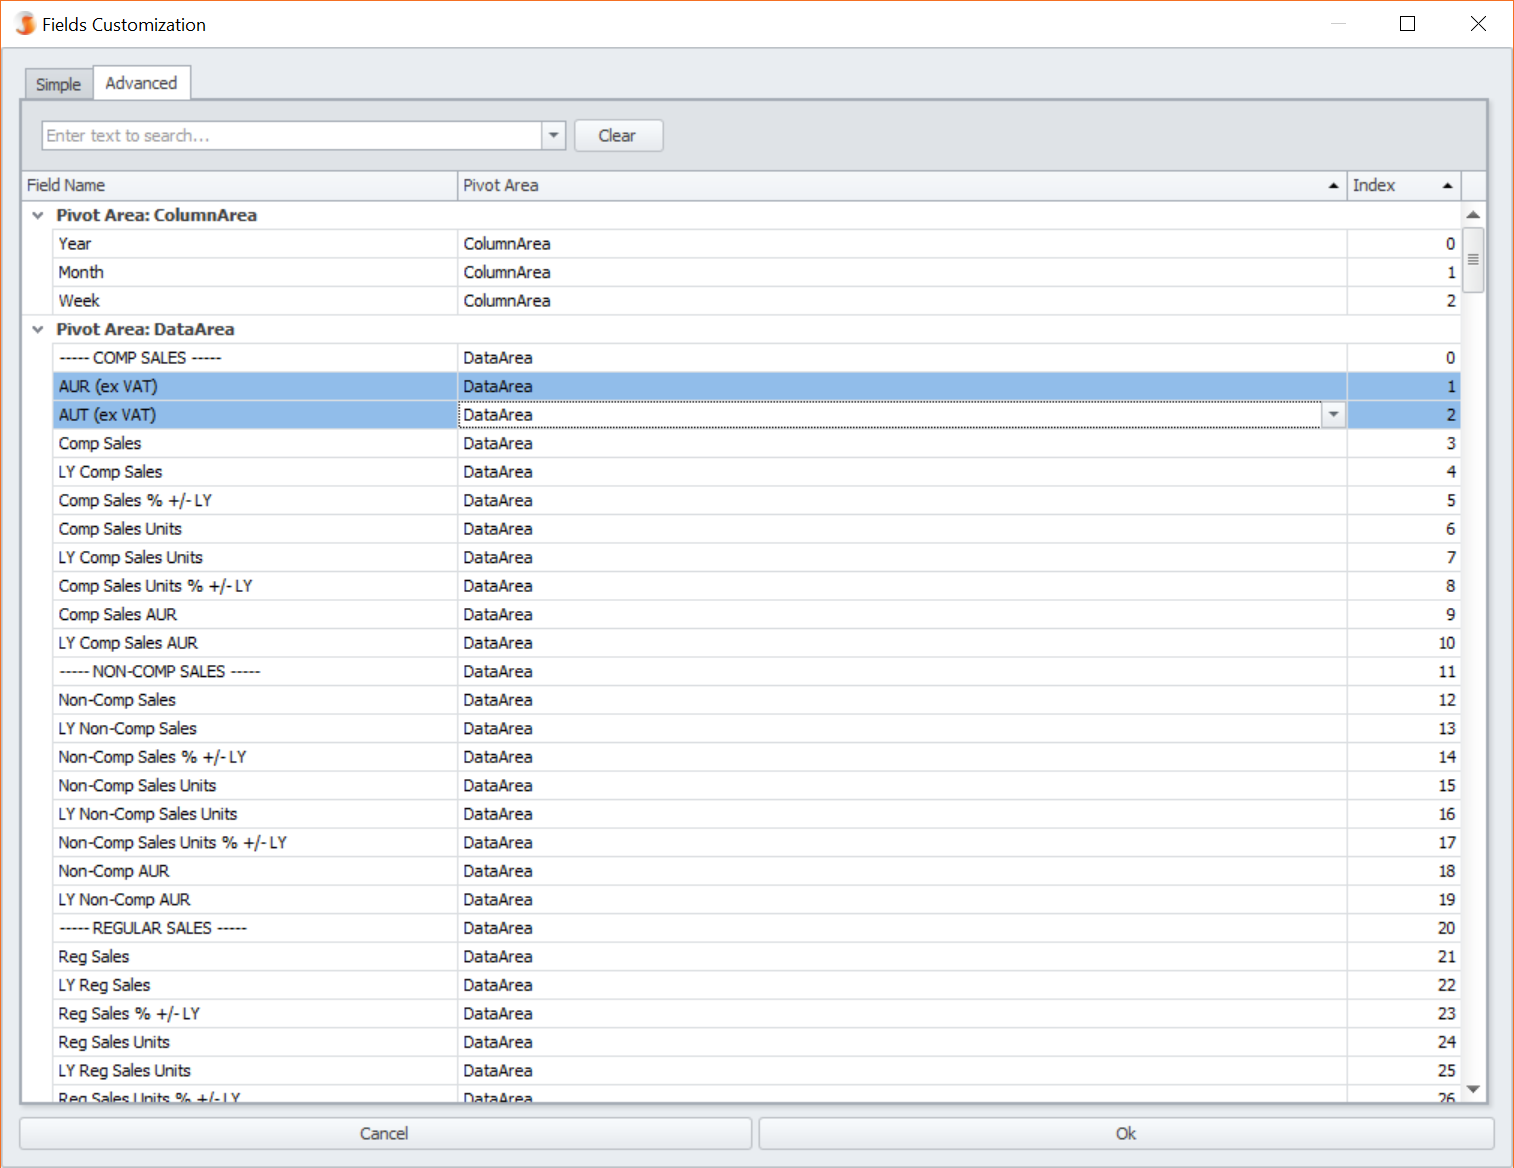 Fields Customization
Simple Advanced
Enter text to search... Clear
Field Name Pivot Area Index
Pivot Area: ColumnArea
Year ColumnArea 0
Month ColumnArea 1
Week ColumnArea 2
Pivot Area: DataArea
----- COMP SALES ----- DataArea 0
AUR (ex VAT) DataArea 1
AUT (ex VAT) DataArea 2
Comp Sales DataArea 3
LY Comp Sales DataArea 4
Comp Sales % +/- LY DataArea 5
Comp Sales Units DataArea 6
LY Comp Sales Units DataArea 7
Comp Sales Units % +/- LY DataArea 8
Comp Sales AUR DataArea 9
LY Comp Sales AUR DataArea 10
----- NON-COMP SALES ----- DataArea 11
Non-Comp Sales DataArea 12
LY Non-Comp Sales DataArea 13
Non-Comp Sales % +/- LY DataArea 14
Non-Comp Sales Units DataArea 15
LY Non-Comp Sales Units DataArea 16
Non-Comp Sales Units % +/- LY DataArea 17
Non-Comp AUR DataArea 18
LY Non-Comp AUR DataArea 19
----- REGULAR SALES ----- DataArea 20
Reg Sales DataArea 21
LY Reg Sales DataArea 22
Reg Sales % +/- LY DataArea 23
Reg Sales Units DataArea 24
LY Reg Sales Units DataArea 25
Reg Sales Units % +/- LY DataArea 26
Cancel Ok